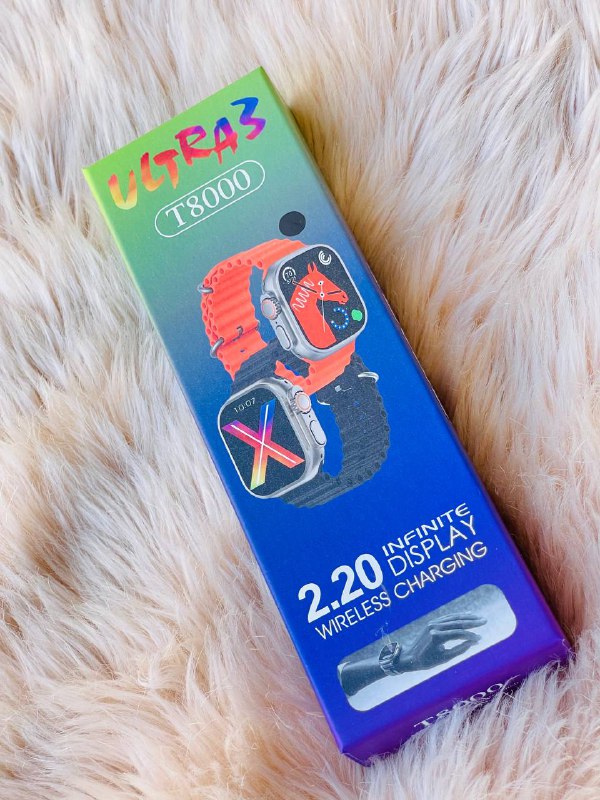 ULTRA3
T8000
10:07
INFINITE
2.20 DISPLAY
WIRELESS CHARGING
T8000